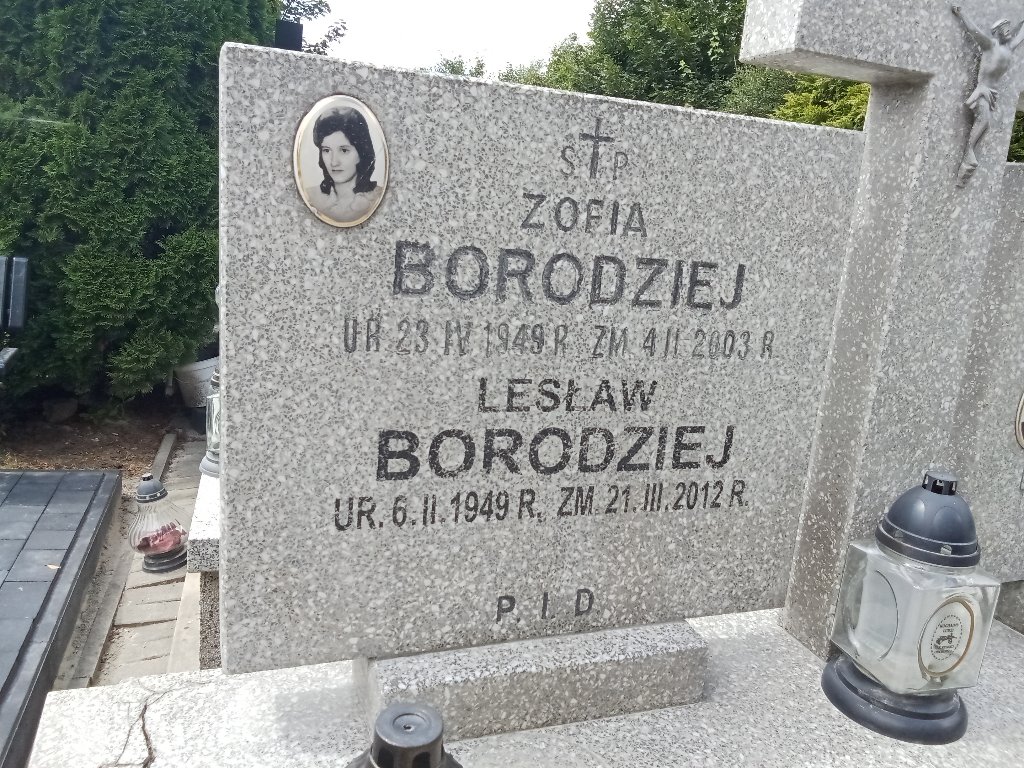 Ś P
ZOFIA
BORODZIEJ
UR 23 IV 1949 R ZM 4 II 2003 R
LESŁAW
BORODZIEJ
UR. 6. II. 1949 R. ZM. 21. III. 2012 R.
P. I. D